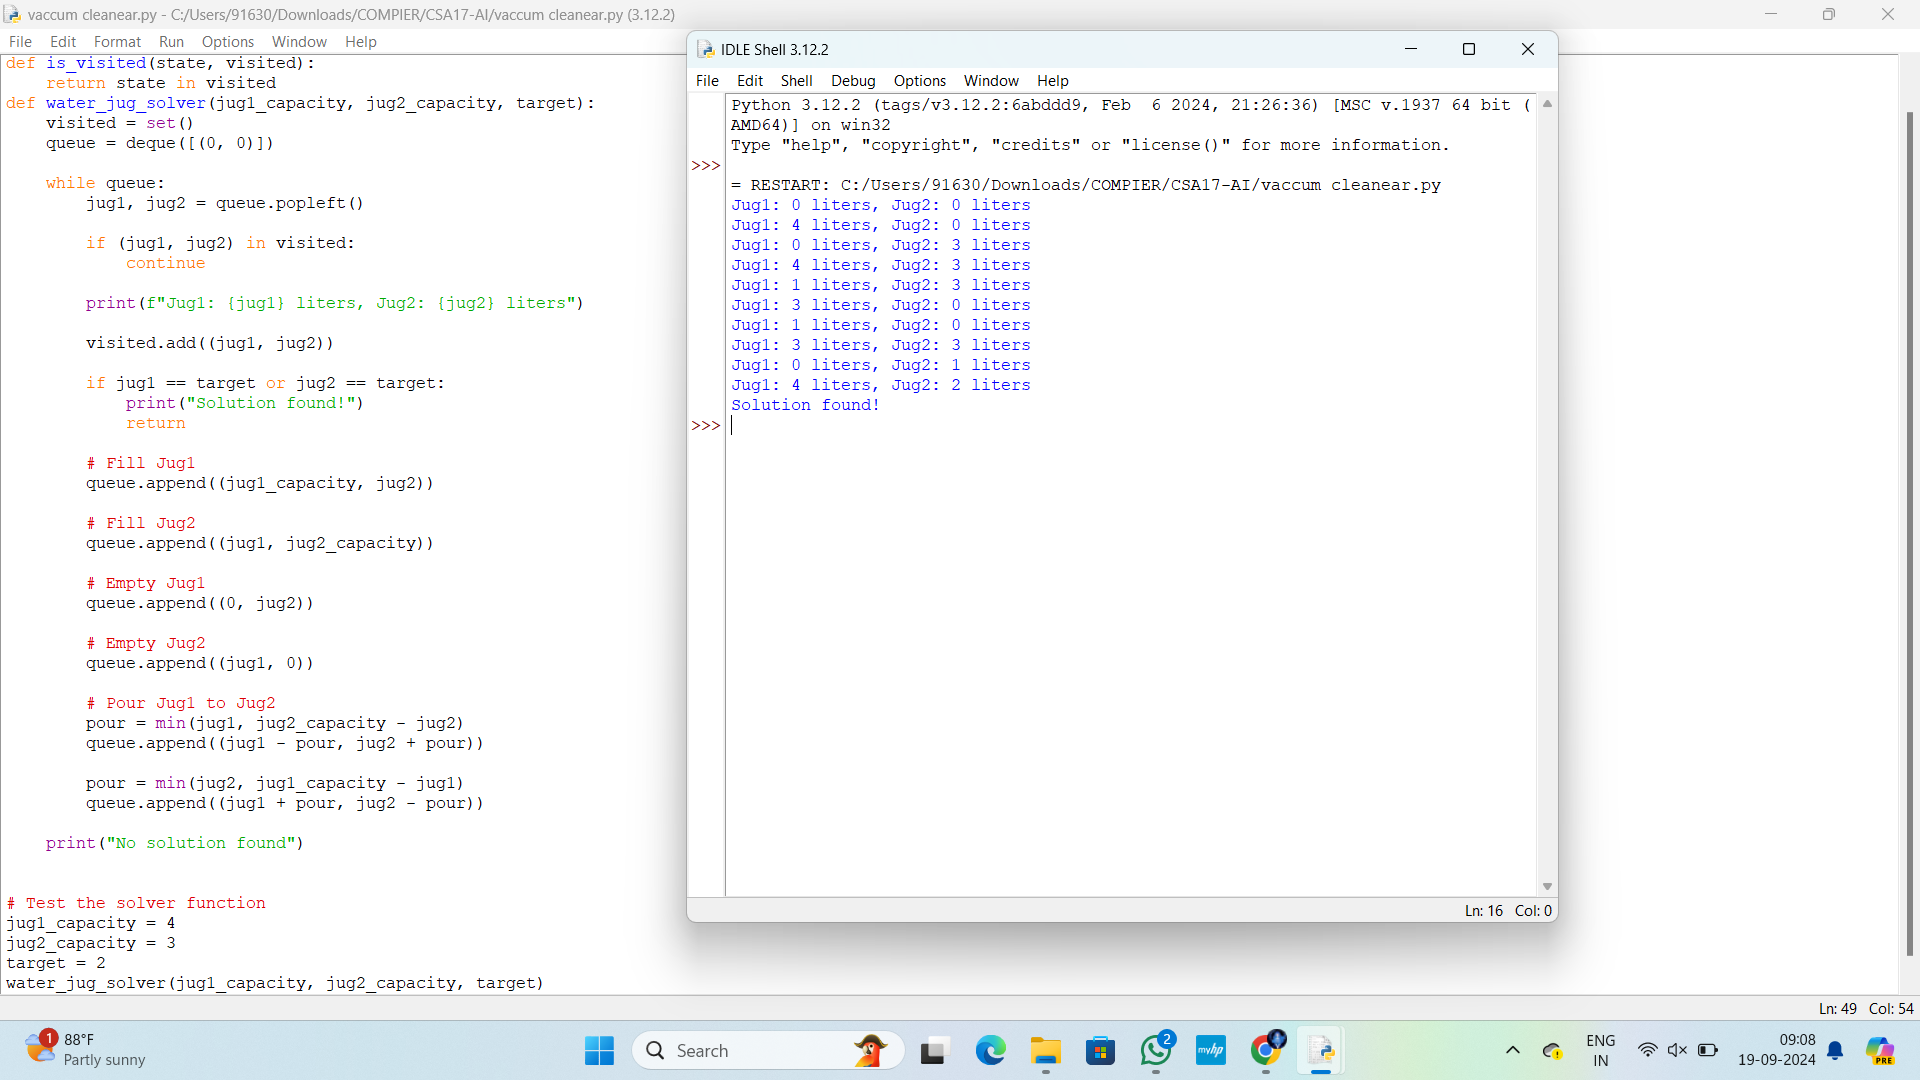 vaccum cleanear.py - C:/Users/91630/Downloads/COMPIER/CSA17-AI/vaccum cleanear.py (3.12.2)
File Edit Format Run Options Window Help
def is_visited(state, visited):
    return state in visited
def water_jug_solver(jug1_capacity, jug2_capacity, target):
    visited = set()
    queue = deque([(0, 0)])
    while queue:
        jug1, jug2 = queue.popleft()
        if (jug1, jug2) in visited:
            continue
        print(f"Jug1: {jug1} liters, Jug2: {jug2} liters")
        visited.add((jug1, jug2))
        if jug1 == target or jug2 == target:
            print("Solution found!")
            return
        # Fill Jug1
        queue.append((jug1_capacity, jug2))
        # Fill Jug2
        queue.append((jug1, jug2_capacity))
        # Empty Jug1
        queue.append((0, jug2))
        # Empty Jug2
        queue.append((jug1, 0))
        # Pour Jug1 to Jug2
        pour = min(jug1, jug2_capacity - jug2)
        queue.append((jug1 - pour, jug2 + pour))
        pour = min(jug2, jug1_capacity - jug1)
        queue.append((jug1 + pour, jug2 - pour))
    print("No solution found")
# Test the solver function
jug1_capacity = 4
jug2_capacity = 3
target = 2
water_jug_solver(jug1_capacity, jug2_capacity, target)
Ln: 49 Col: 54
IDLE Shell 3.12.2
File Edit Shell Debug Options Window Help
Python 3.12.2 (tags/v3.12.2:6abddd9, Feb  6 2024, 21:26:36) [MSC v.1937 64 bit (
AMD64)] on win32
Type "help", "copyright", "credits" or "license()" for more information.
>>>
= RESTART: C:/Users/91630/Downloads/COMPIER/CSA17-AI/vaccum cleanear.py
Jug1: 0 liters, Jug2: 0 liters
Jug1: 4 liters, Jug2: 0 liters
Jug1: 0 liters, Jug2: 3 liters
Jug1: 4 liters, Jug2: 3 liters
Jug1: 1 liters, Jug2: 3 liters
Jug1: 3 liters, Jug2: 0 liters
Jug1: 1 liters, Jug2: 0 liters
Jug1: 3 liters, Jug2: 3 liters
Jug1: 0 liters, Jug2: 1 liters
Jug1: 4 liters, Jug2: 2 liters
Solution found!
>>>
Ln: 16 Col: 0
1
88°F
Partly sunny
Search
2
myhp
ENG
IN
09:08
19-09-2024
PRE